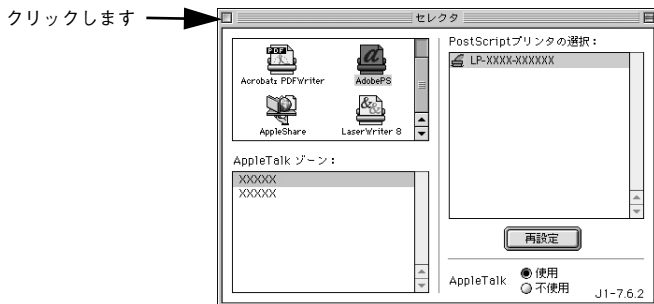 クリックします
セレクタ
PostScriptプリンタの選択：
LP-XXXX-XXXXXX
PDF
a
Acrobat™ PDFWriter
AdobePS
&&
AppleShare
LaserWriter 8
AppleTalk ゾーン：
XXXXX
XXXXX
再設定
AppleTalk
使用
不使用
J1-7.6.2